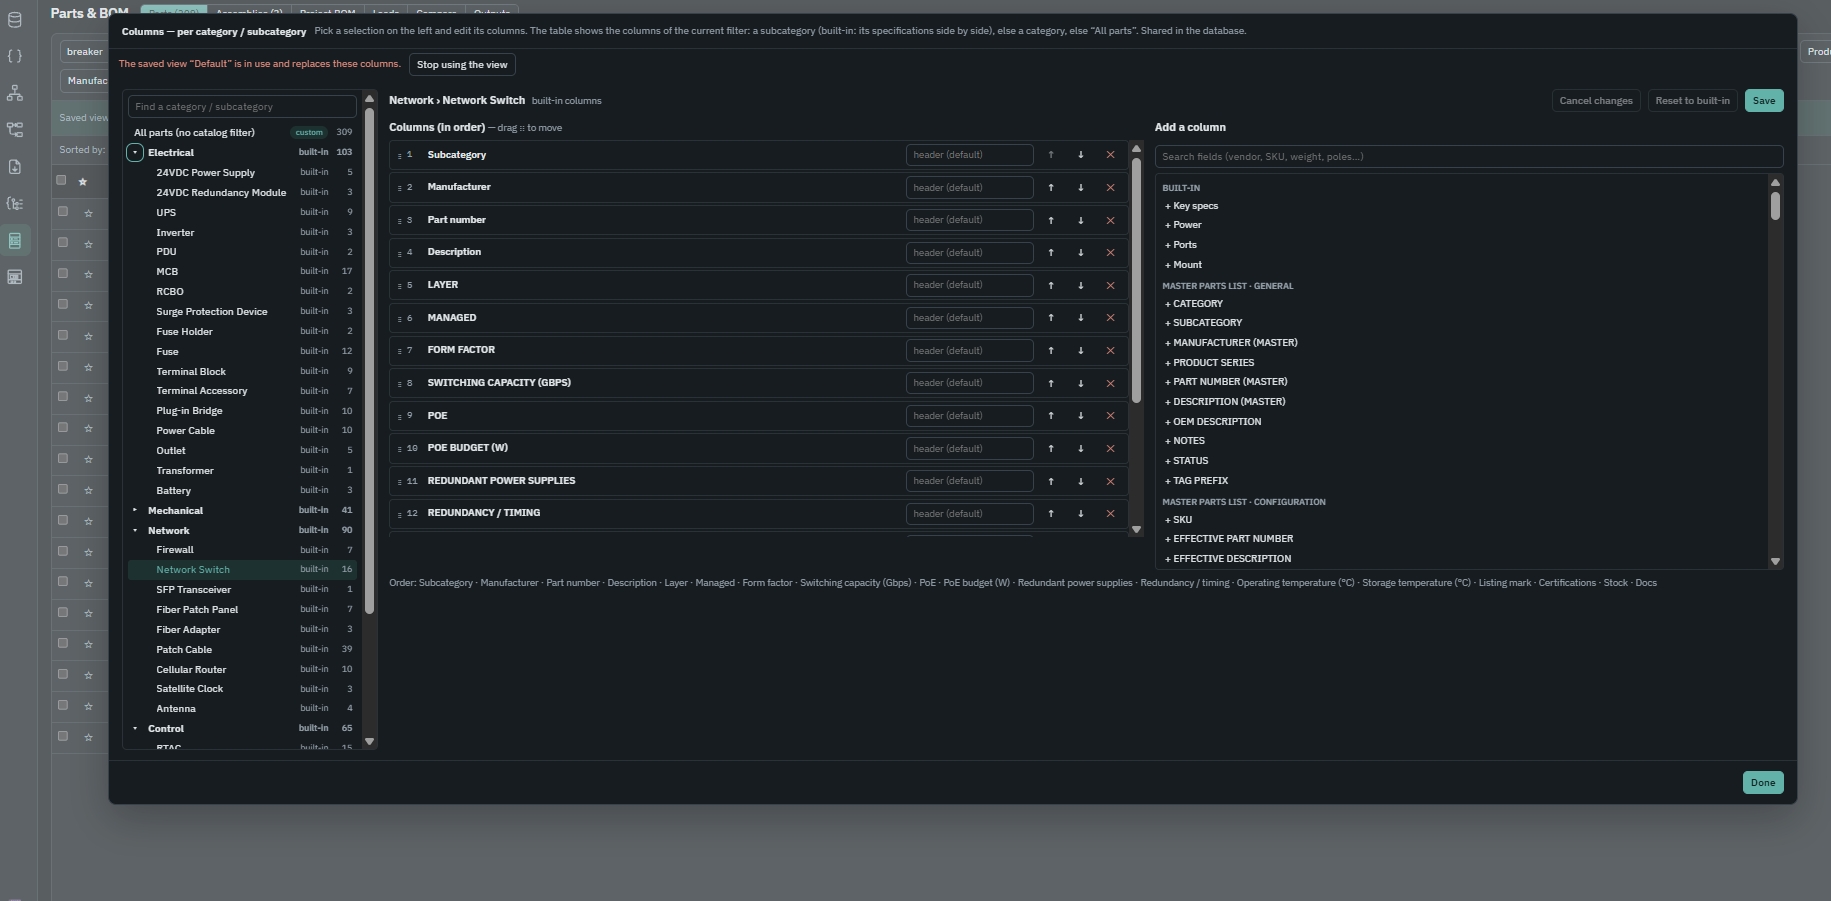 Parts & BOM
breaker
Manufac
Saved view
Sorted by:
Prod
Columns — per category / subcategory Pick a selection on the left and edit its columns. The table shows the columns of the current filter: a subcategory (built-in: its specifications side by side), else a category, else “All parts”. Shared in the database.
The saved view “Default” is in use and replaces these columns. Stop using the view
Find a category / subcategory
All parts (no catalog filter) custom 309
Electrical built-in 103
24VDC Power Supply built-in 5
24VDC Redundancy Module built-in 3
UPS built-in 9
Inverter built-in 3
PDU built-in 2
MCB built-in 17
RCBO built-in 2
Surge Protection Device built-in 3
Fuse Holder built-in 2
Fuse built-in 12
Terminal Block built-in 9
Terminal Accessory built-in 7
Plug-in Bridge built-in 10
Power Cable built-in 10
Outlet built-in 5
Transformer built-in 1
Battery built-in 3
Mechanical built-in 41
Network built-in 90
Firewall built-in 7
Network Switch built-in 16
SFP Transceiver built-in 1
Fiber Patch Panel built-in 7
Fiber Adapter built-in 3
Patch Cable built-in 39
Cellular Router built-in 10
Satellite Clock built-in 3
Antenna built-in 4
Control built-in 65
RTAC built-in 15
Network › Network Switch built-in columns
Cancel changes Reset to built-in Save
Columns (in order) — drag ⠿ to move
1 Subcategory header (default) ↑ ↓ ×
2 Manufacturer header (default) ↑ ↓ ×
3 Part number header (default) ↑ ↓ ×
4 Description header (default) ↑ ↓ ×
5 LAYER header (default) ↑ ↓ ×
6 MANAGED header (default) ↑ ↓ ×
7 FORM FACTOR header (default) ↑ ↓ ×
8 SWITCHING CAPACITY (GBPS) header (default) ↑ ↓ ×
9 POE header (default) ↑ ↓ ×
10 POE BUDGET (W) header (default) ↑ ↓ ×
11 REDUNDANT POWER SUPPLIES header (default) ↑ ↓ ×
12 REDUNDANCY / TIMING header (default) ↑ ↓ ×
Add a column
Search fields (vendor, SKU, weight, poles...)
BUILT-IN
+ Key specs
+ Power
+ Ports
+ Mount
MASTER PARTS LIST · GENERAL
+ CATEGORY
+ SUBCATEGORY
+ MANUFACTURER (MASTER)
+ PRODUCT SERIES
+ PART NUMBER (MASTER)
+ DESCRIPTION (MASTER)
+ OEM DESCRIPTION
+ NOTES
+ STATUS
+ TAG PREFIX
MASTER PARTS LIST · CONFIGURATION
+ SKU
+ EFFECTIVE PART NUMBER
+ EFFECTIVE DESCRIPTION
Order: Subcategory · Manufacturer · Part number · Description · Layer · Managed · Form factor · Switching capacity (Gbps) · PoE · PoE budget (W) · Redundant power supplies · Redundancy / timing · Operating temperature (°C) · Storage temperature (°C) · Listing mark · Certifications · Stock · Docs
Done